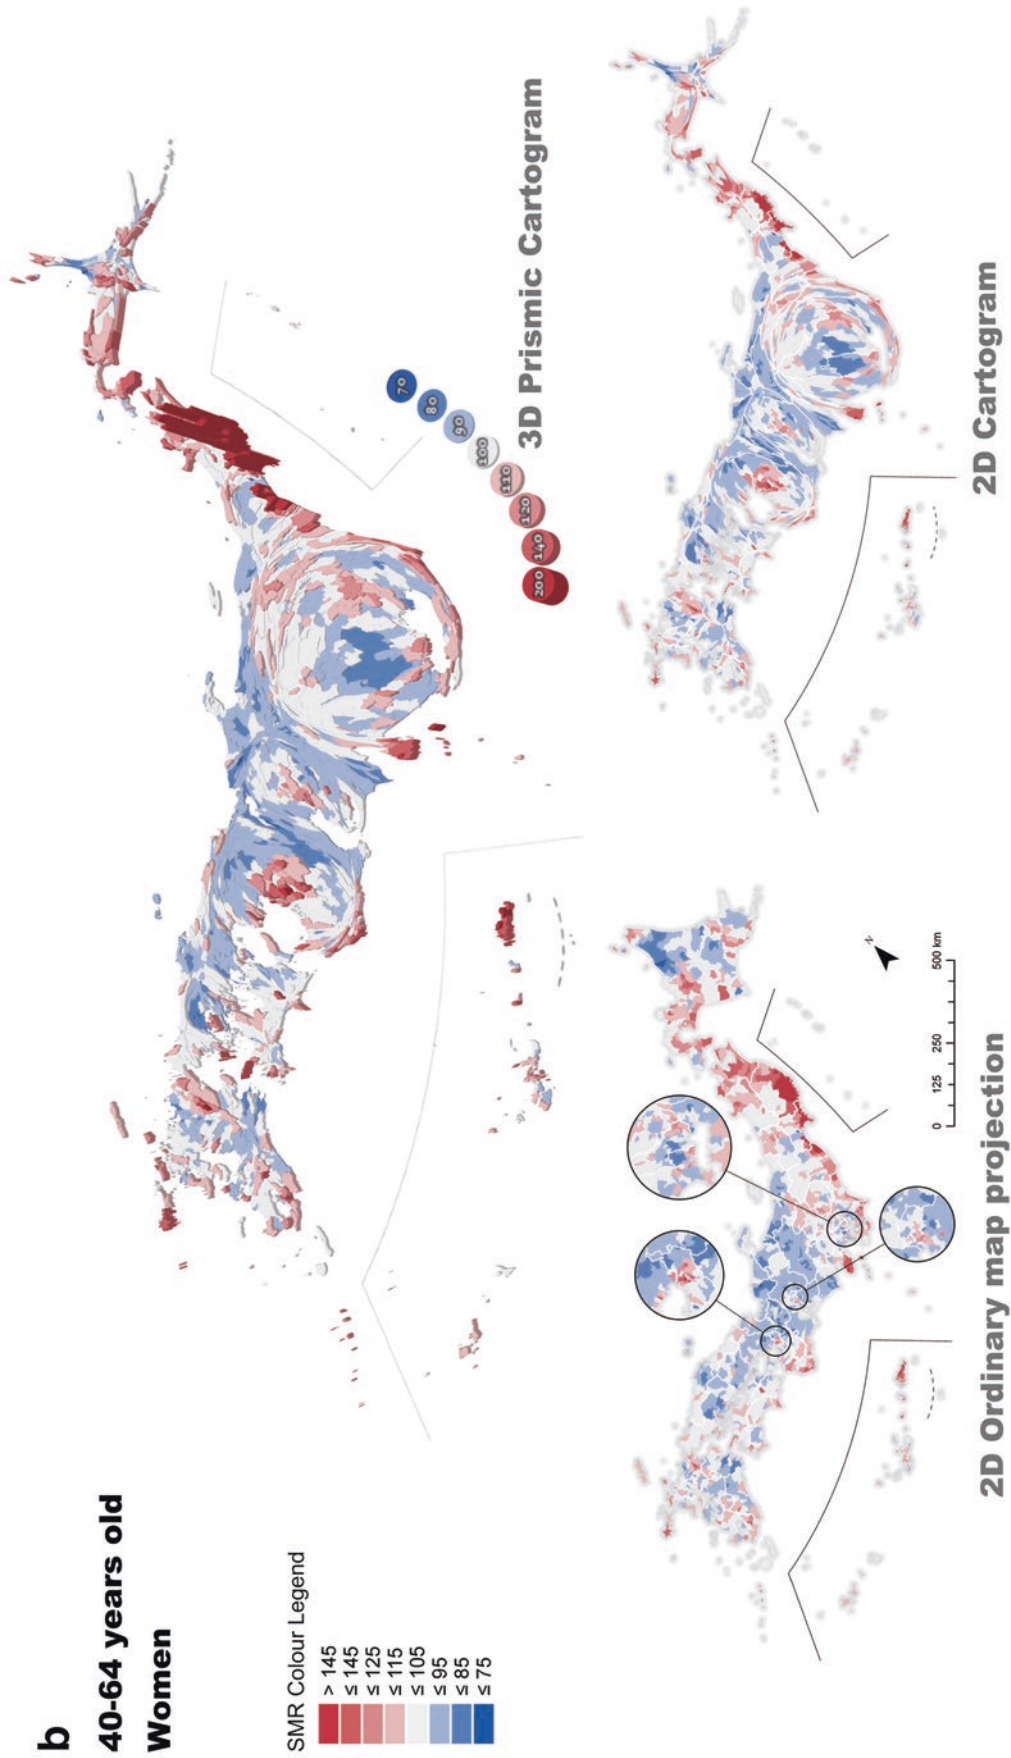 b
40-64 years old
Women
SMR Colour Legend
> 145
≤ 145
≤ 125
≤ 115
≤ 105
≤ 95
≤ 85
≤ 75
200
140
120
110
100
90
80
70
3D Prismic Cartogram
N
0 125 250 500 km
2D Ordinary map projection
2D Cartogram